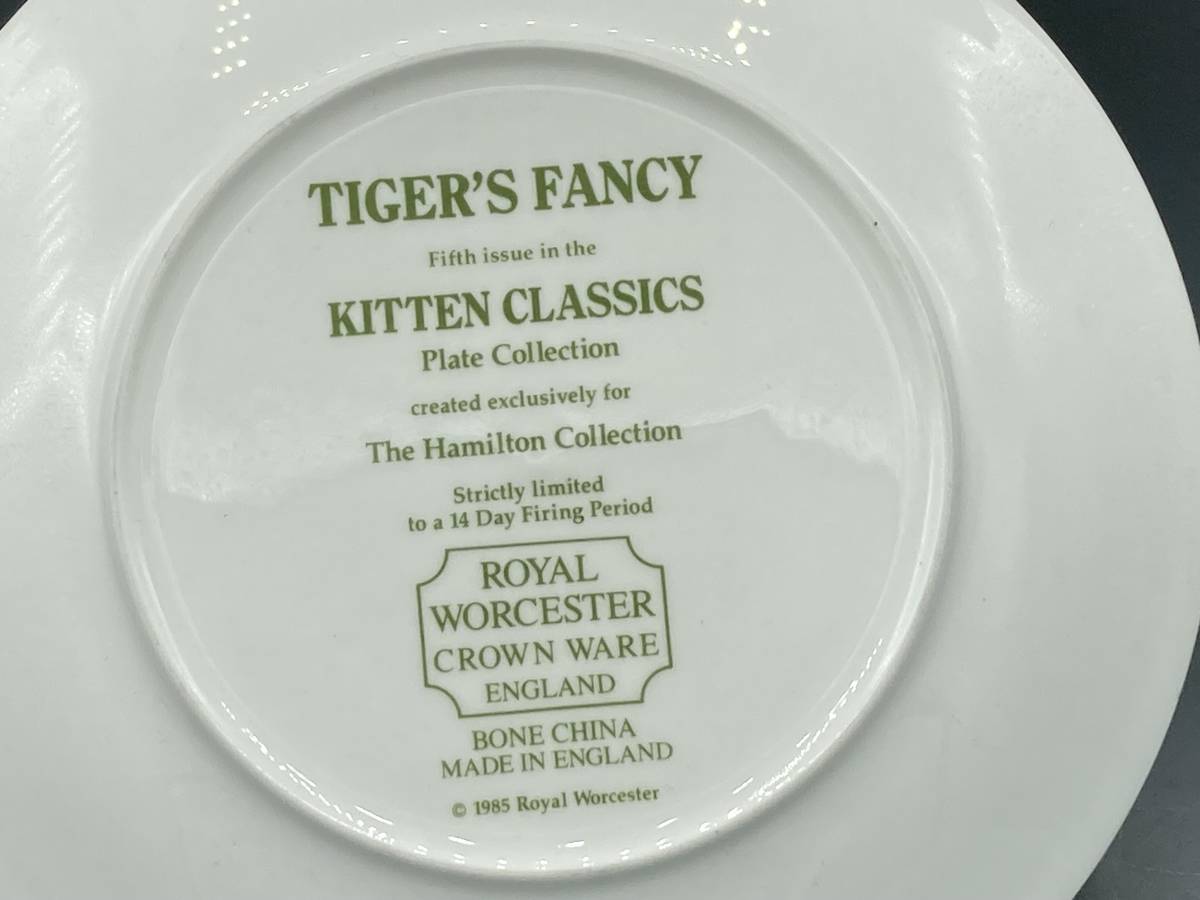 TIGER'S FANCY
Fifth issue in the
KITTEN CLASSICS
Plate Collection
created exclusively for
The Hamilton Collection
Strictly limited
to a 14 Day Firing Period
ROYAL
WORCESTER
CROWN WARE
ENGLAND
BONE CHINA
MADE IN ENGLAND
© 1985 Royal Worcester